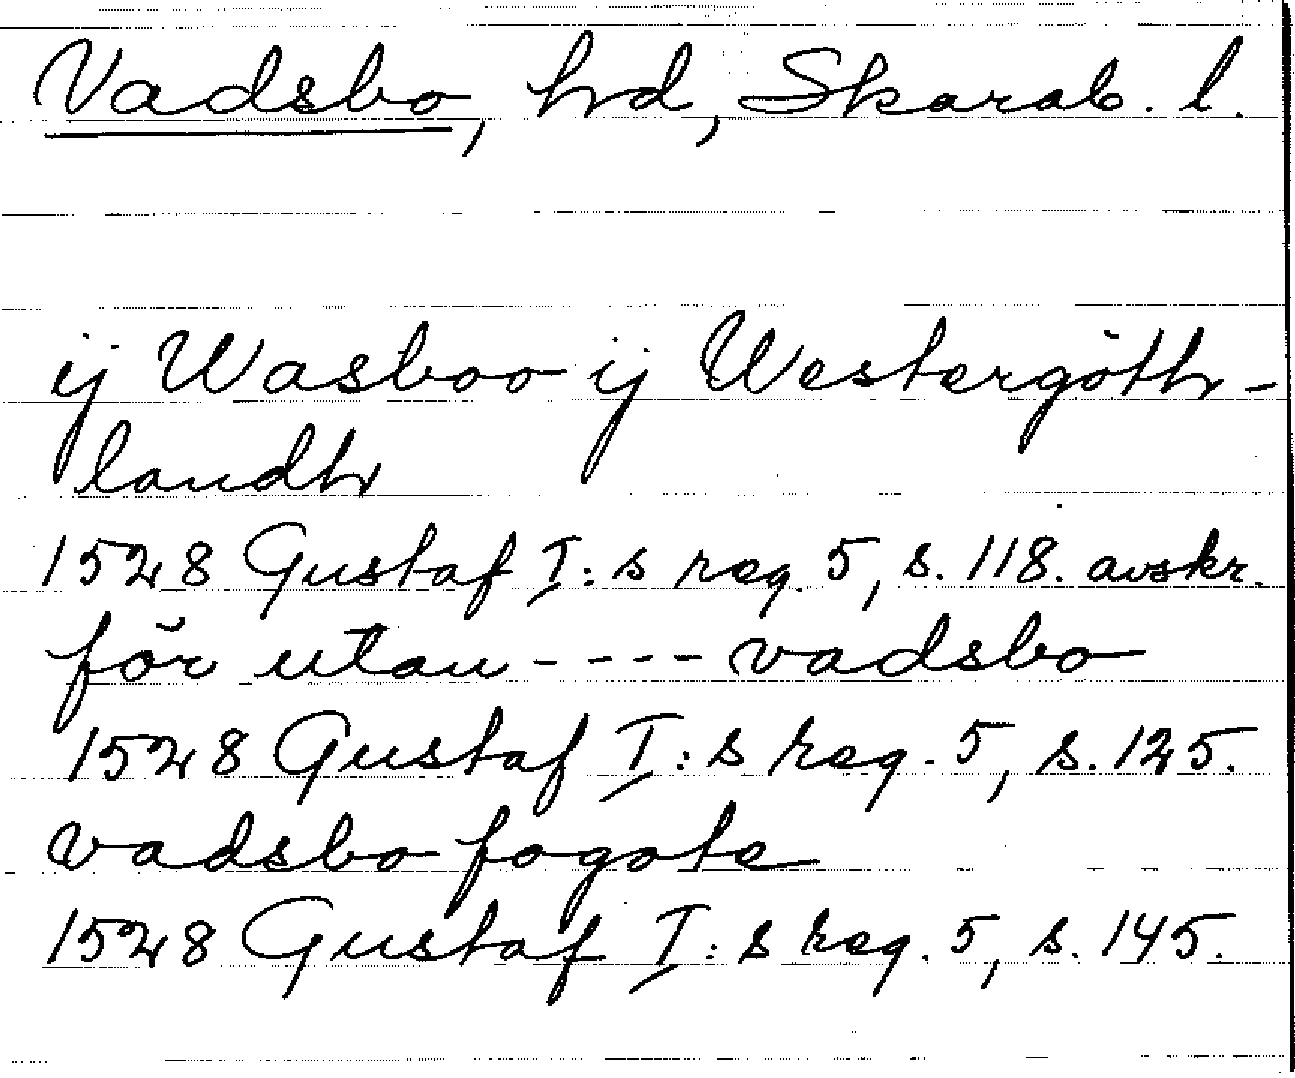 Vadsbo, hd, Skarab. l.
ij Wasboo ij Westergöth-
landh
1528 Gustaf I:s reg. 5, s. 118. avskr.
för utan ---- vadsbo
1528 Gustaf I:s reg. 5, s. 125.
vadsbo fogote
1528 Gustaf I:s reg. 5, s. 145.